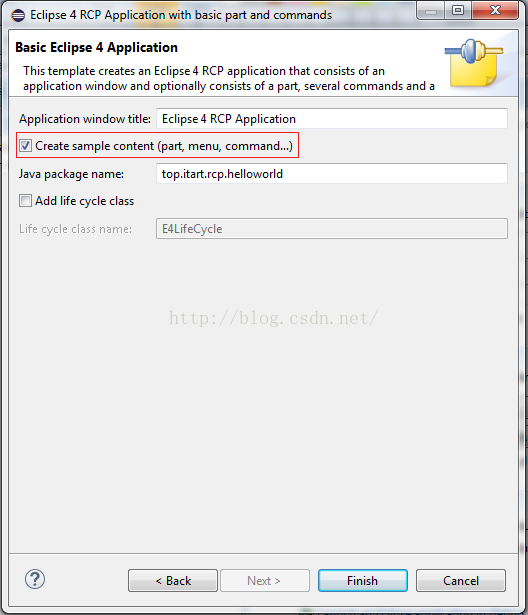 Eclipse 4 RCP Application with basic part and commands
Basic Eclipse 4 Application
This template creates an Eclipse 4 RCP application that consists of an
application window and optionally consists of a part, several commands and a
Application window title: Eclipse 4 RCP Application
Create sample content (part, menu, command...)
Java package name: top.itart.rcp.helloworld
Add life cycle class
Life cycle class name: E4LifeCycle
http://blog.csdn.net/
?
< Back Next > Finish Cancel